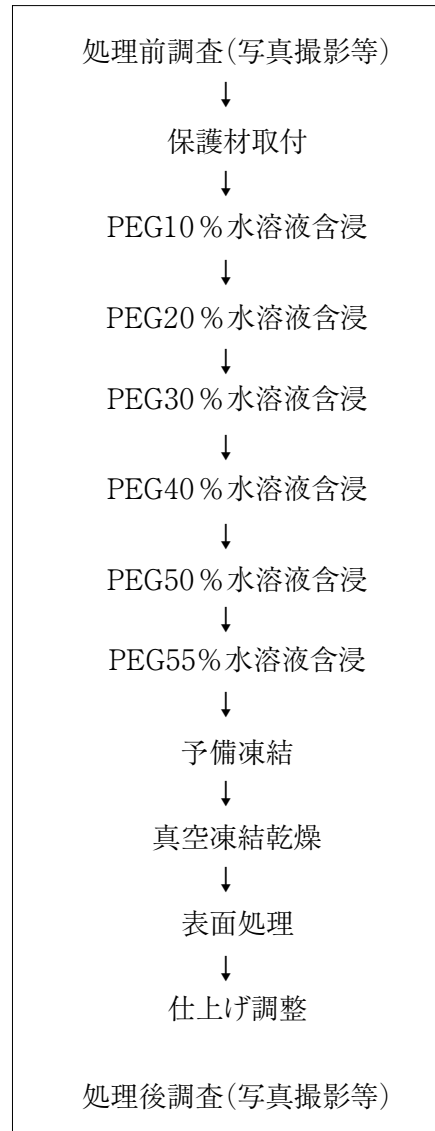 処理前調査(写真撮影等)
↓
保護材取付
↓
PEG10%水溶液含浸
↓
PEG20%水溶液含浸
↓
PEG30%水溶液含浸
↓
PEG40%水溶液含浸
↓
PEG50%水溶液含浸
↓
PEG55%水溶液含浸
↓
予備凍結
↓
真空凍結乾燥
↓
表面処理
↓
仕上げ調整
処理後調査(写真撮影等)